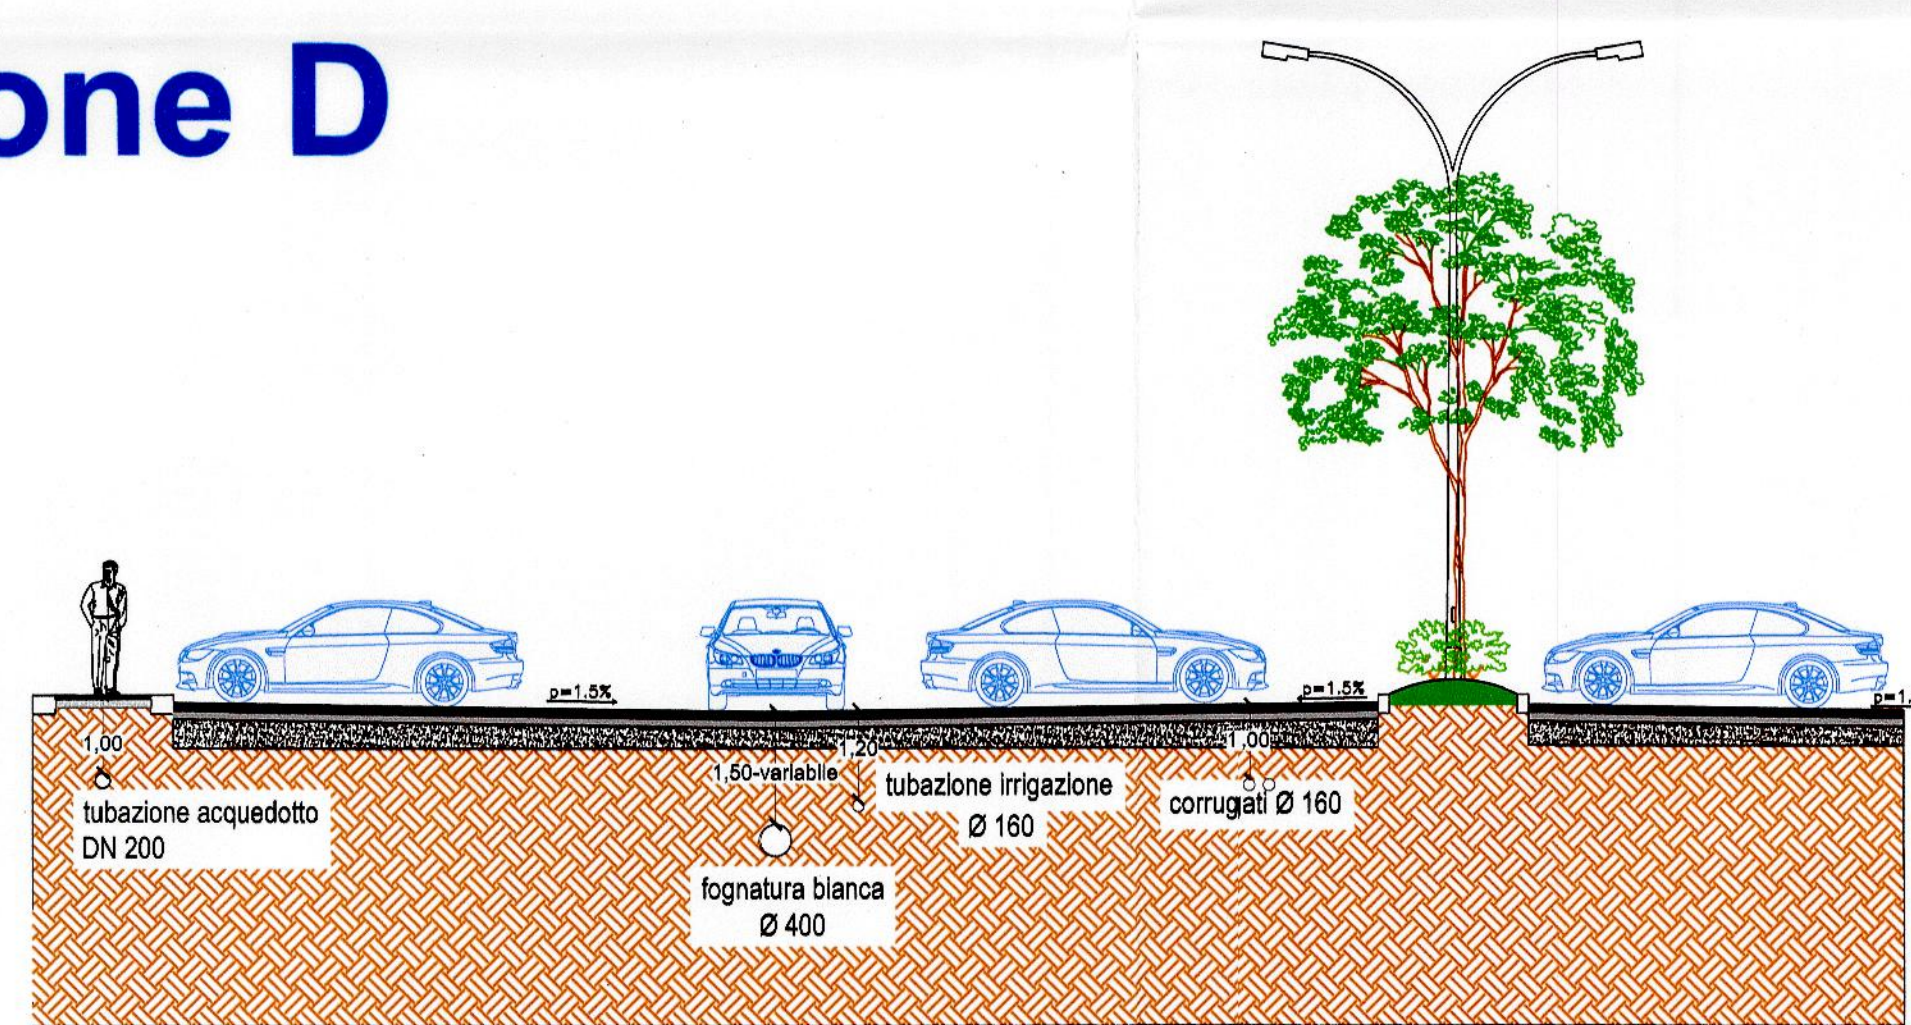 one D
p=1.5%
p=1.5%
p=1,
1,00
1,20
1,00
1,50-variabile
tubazione irrigazione
Ø 160
corrugati Ø 160
tubazione acquedotto
DN 200
fognatura bianca
Ø 400